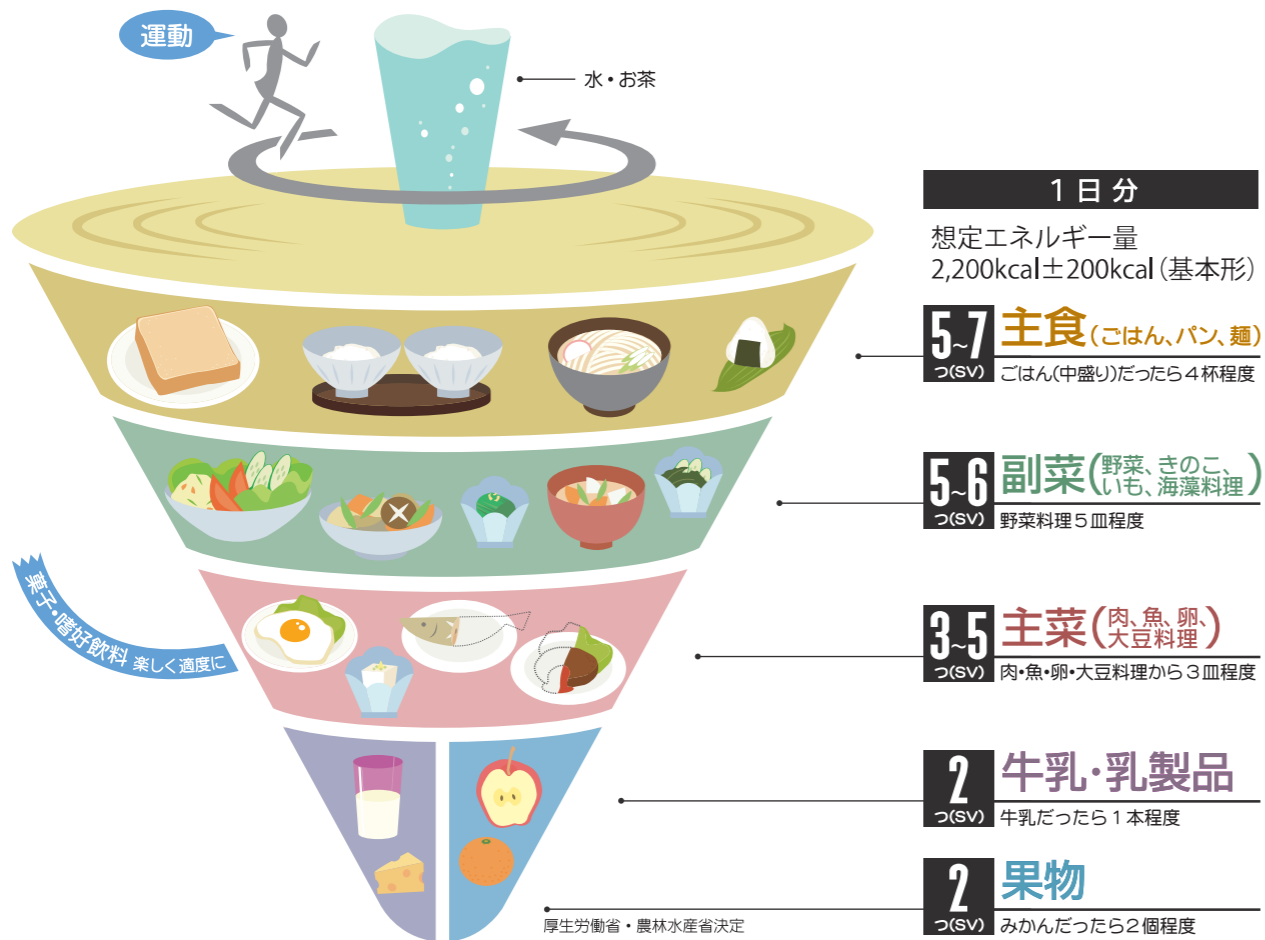 運動
水・お茶
1日分
想定エネルギー量
2,200kcal±200kcal(基本形)
5~7
つ(SV)
主食(ごはん、パン、麺)
ごはん(中盛り)だったら4杯程度
5~6
つ(SV)
副菜(野菜、きのこ、
いも、海藻料理)
野菜料理5皿程度
菓子・嗜好飲料 楽しく適度に
3~5
つ(SV)
主菜(肉、魚、卵、
大豆料理)
肉・魚・卵・大豆料理から3皿程度
2
つ(SV)
牛乳・乳製品
牛乳だったら1本程度
2
つ(SV)
果物
みかんだったら2個程度
厚生労働省・農林水産省決定